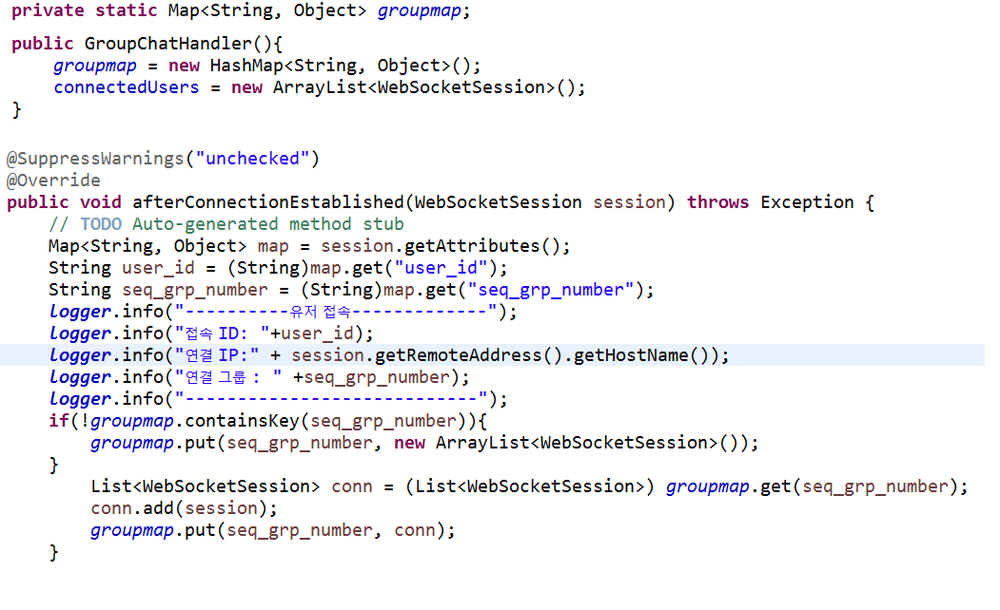 private static Map<String, Object> groupmap;
public GroupChatHandler(){
groupmap = new HashMap<String, Object>();
connectedUsers = new ArrayList<WebSocketSession>();
}
@SuppressWarnings("unchecked")
@Override
public void afterConnectionEstablished(WebSocketSession session) throws Exception {
// TODO Auto-generated method stub
Map<String, Object> map = session.getAttributes();
String user_id = (String)map.get("user_id");
String seq_grp_number = (String)map.get("seq_grp_number");
logger.info("----------유저 접속-------------");
logger.info("접속 ID: "+user_id);
logger.info("연결 IP:" + session.getRemoteAddress().getHostName());
logger.info("연결 그룹 : " +seq_grp_number);
logger.info("----------------------------");
if(!groupmap.containsKey(seq_grp_number)){
groupmap.put(seq_grp_number, new ArrayList<WebSocketSession>());
}
List<WebSocketSession> conn = (List<WebSocketSession>) groupmap.get(seq_grp_number);
conn.add(session);
groupmap.put(seq_grp_number, conn);
}